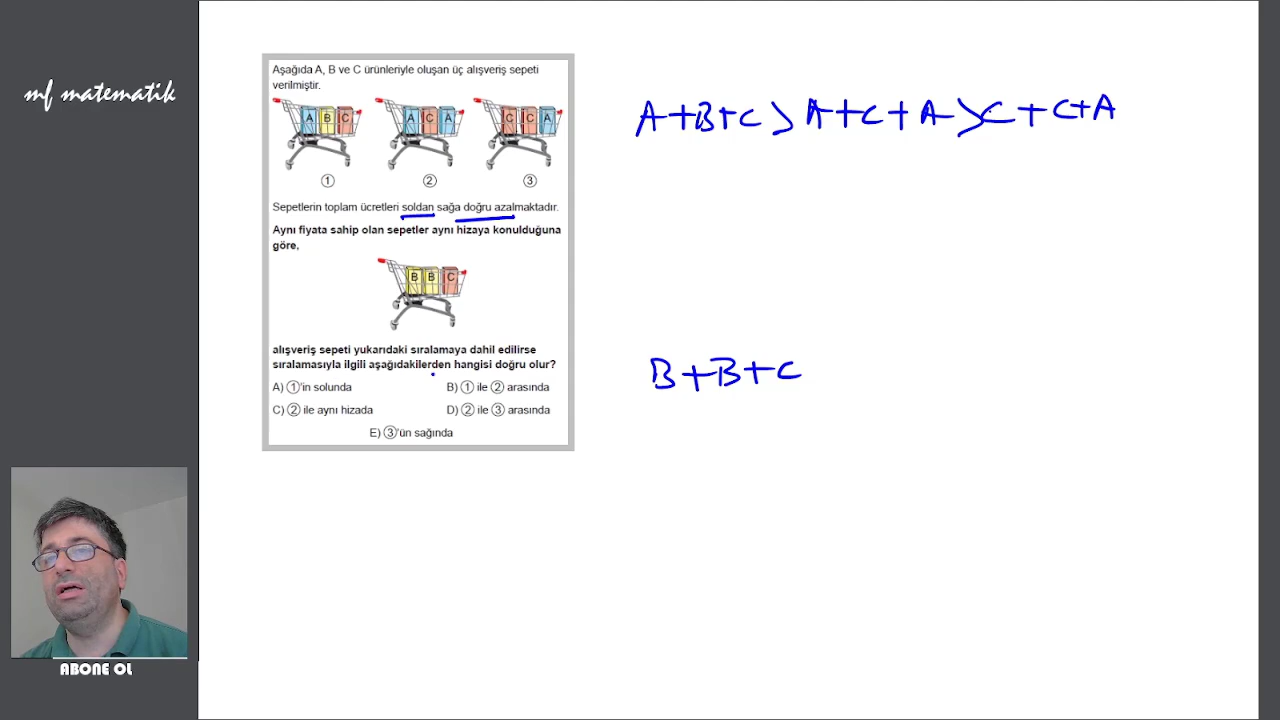 mf matematik
Aşağıda A, B ve C ürünleriyle oluşan üç alışveriş sepeti
verilmiştir.
A B C A C A C C A
① ② ③
Sepetlerin toplam ücretleri soldan sağa doğru azalmaktadır.
Aynı fiyata sahip olan sepetler aynı hizaya konulduğuna
göre,
B B C
alışveriş sepeti yukarıdaki sıralamaya dahil edilirse
sıralamasıyla ilgili aşağıdakilerden hangisi doğru olur?
A) ①'in solunda B) ① ile ② arasında
C) ② ile aynı hizada D) ② ile ③ arasında
E) ③'ün sağında
A+B+C > A+C+A > C+C+A
B+B+C
ABONE OL